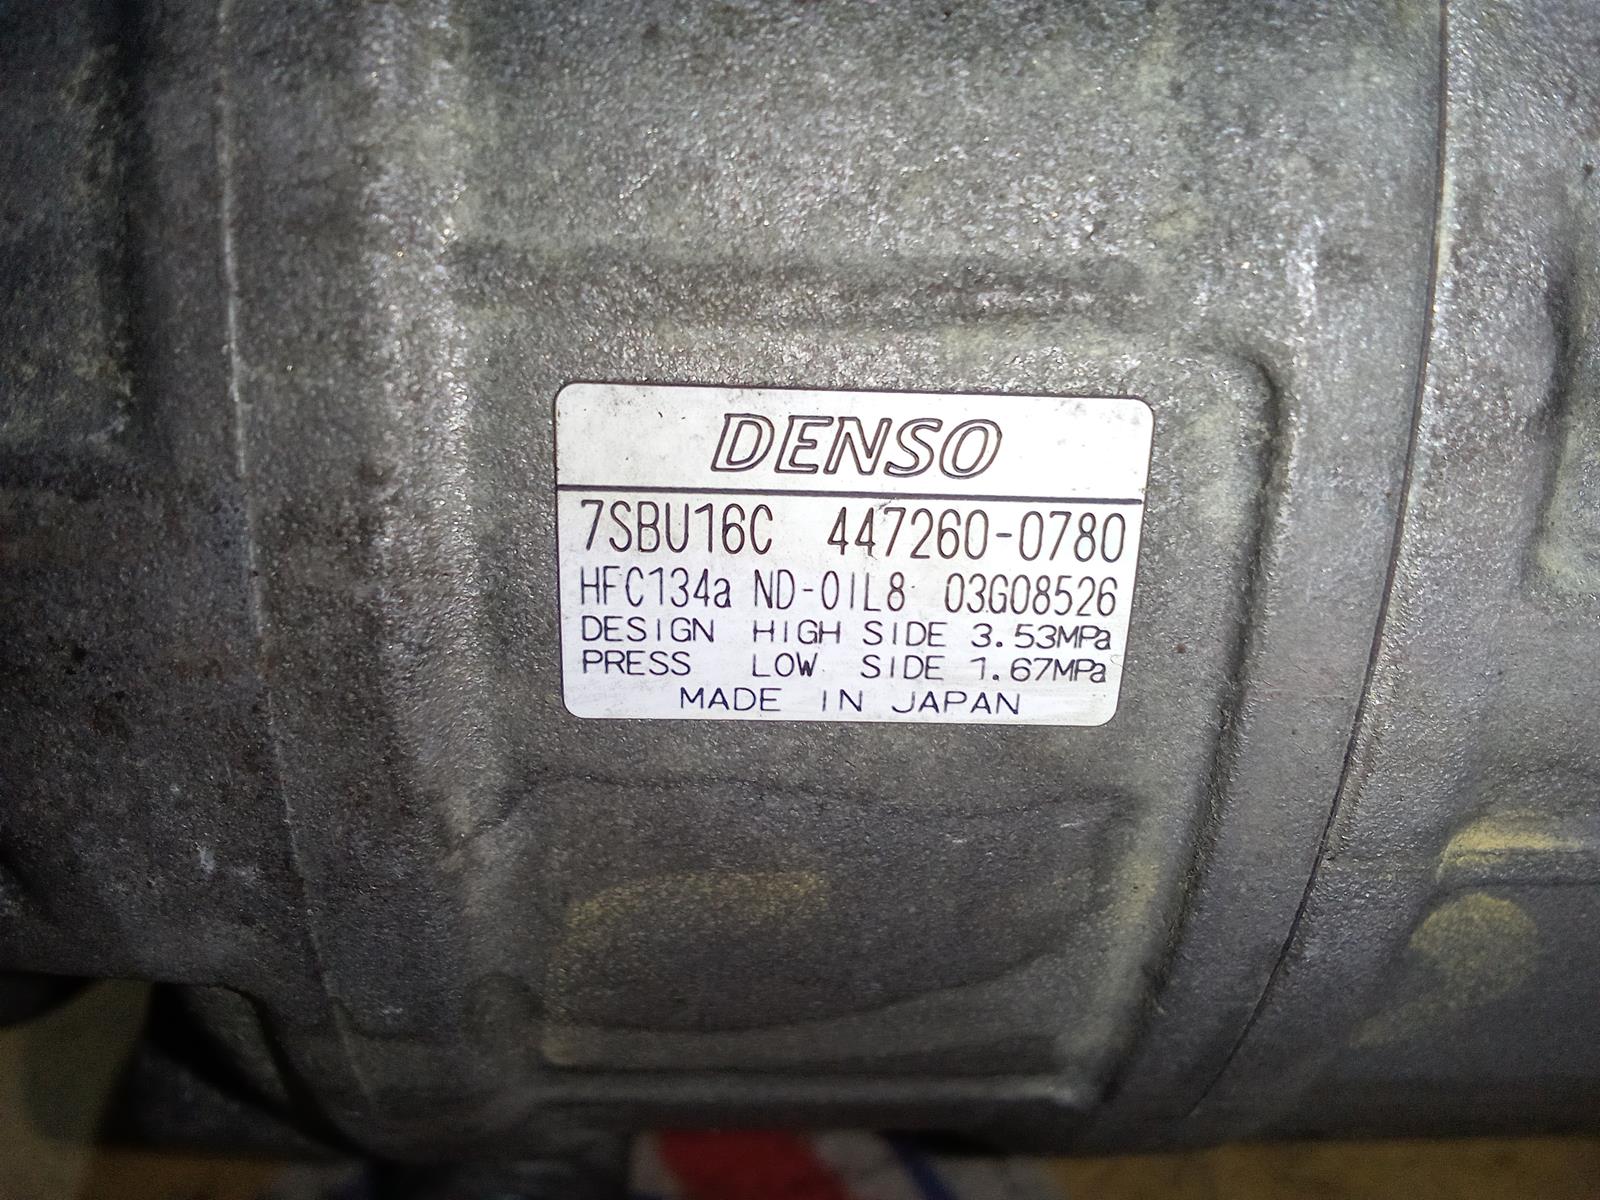 DENSO
7SBU16C 447260-0780
HFC134a ND-OIL8 03G08526
DESIGN HIGH SIDE 3.53MPa
PRESS LOW SIDE 1.67MPa
MADE IN JAPAN